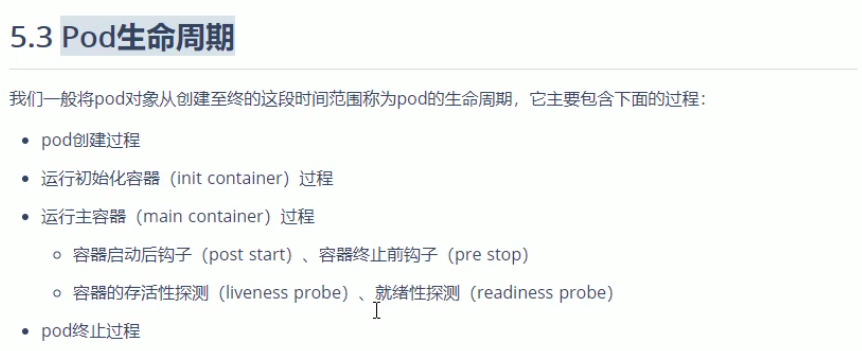 5.3 Pod生命周期
我们一般将pod对象从创建至终的这段时间范围称为pod的生命周期，它主要包含下面的过程：
• pod创建过程
• 运行初始化容器（init container）过程
• 运行主容器（main container）过程
◦ 容器启动后钩子（post start）、容器终止前钩子（pre stop）
◦ 容器的存活性探测（liveness probe）、就绪性探测（readiness probe）
• pod终止过程